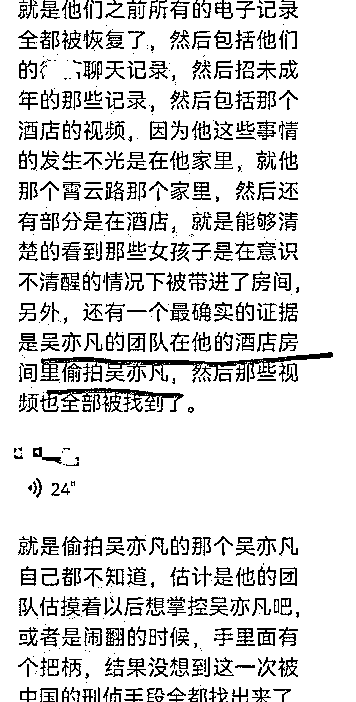 就是他们之前所有的电子记录
全都被恢复了，然后包括他们
的 聊天记录，然后招未成
年的那些记录，然后包括那个
酒店的视频，因为他这些事情
的发生不光是在他家里，就他
那个霄云路那个家里，然后还
有部分是在酒店，就是能够清
楚的看到那些女孩子是在意识
不清醒的情况下被带进了房间，
另外，还有一个最确实的证据
是吴亦凡的团队在他的酒店房
间里偷拍吴亦凡，然后那些视
频也全部被找到了。
24"
就是偷拍吴亦凡的那个吴亦凡
自己都不知道，估计是他的团
队估摸着以后想掌控吴亦凡吧，
或者是闹翻的时候，手里面有
个把柄，结果没想到这一次被
中国的刑侦手段全都找出来了